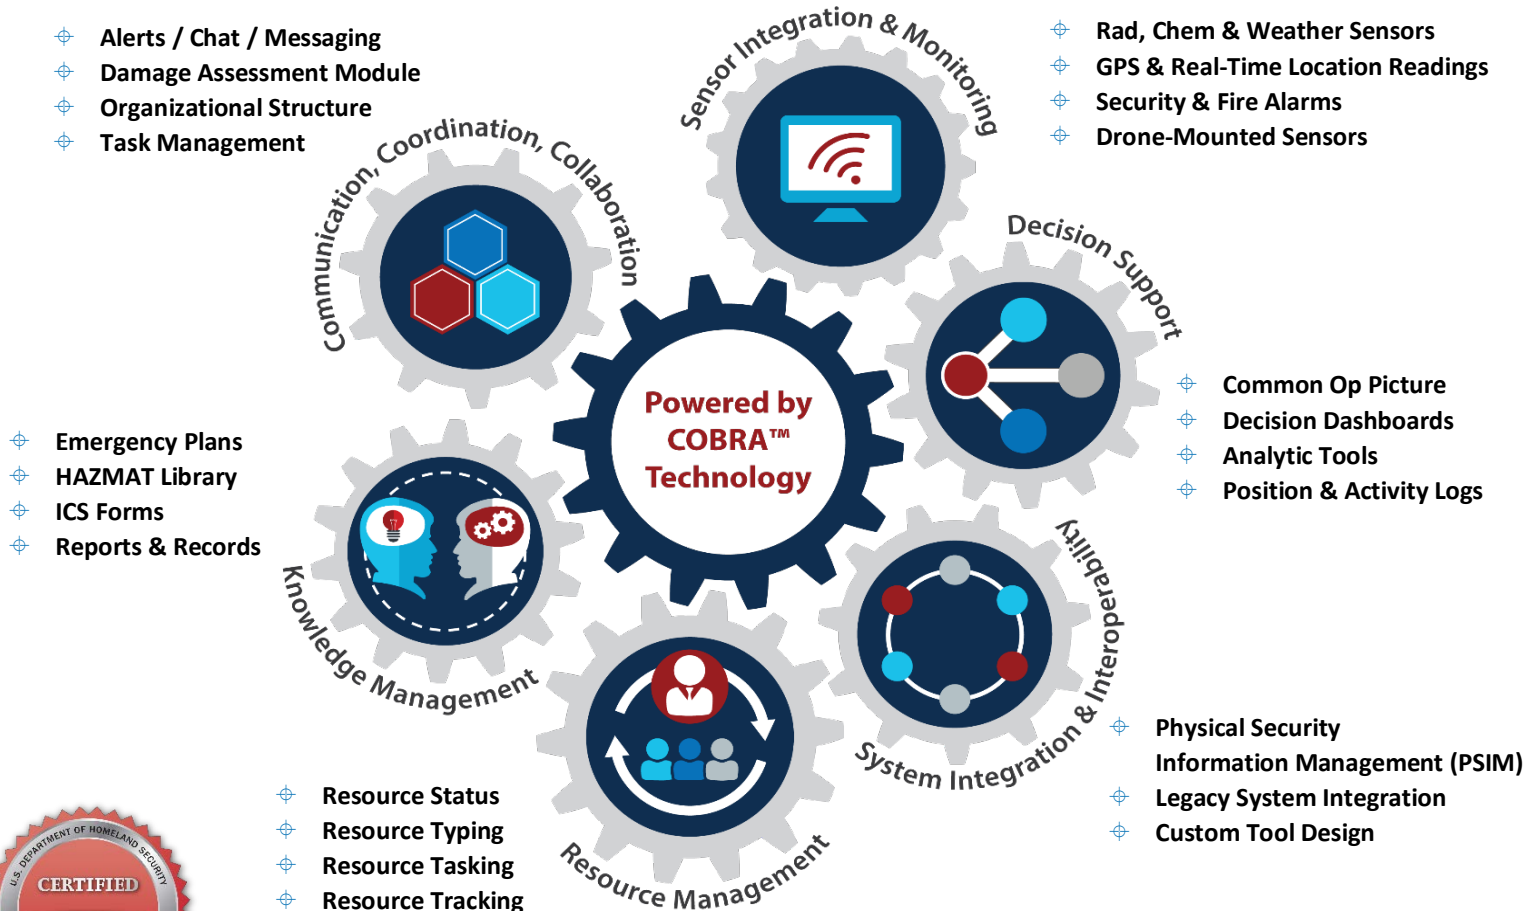 Alerts / Chat / Messaging
Damage Assessment Module
Organizational Structure
Task Management
Communication, Coordination, Collaboration
Sensor Integration & Monitoring
Rad, Chem & Weather Sensors
GPS & Real-Time Location Readings
Security & Fire Alarms
Drone-Mounted Sensors
Decision Support
Common Op Picture
Decision Dashboards
Analytic Tools
Position & Activity Logs
Powered by
COBRA™
Technology
Emergency Plans
HAZMAT Library
ICS Forms
Reports & Records
Knowledge Management
System Integration & Interoperability
Physical Security
Information Management (PSIM)
Legacy System Integration
Custom Tool Design
Resource Status
Resource Typing
Resource Tasking
Resource Tracking
Resource Management
U.S. DEPARTMENT OF HOMELAND SECURITY
CERTIFIED